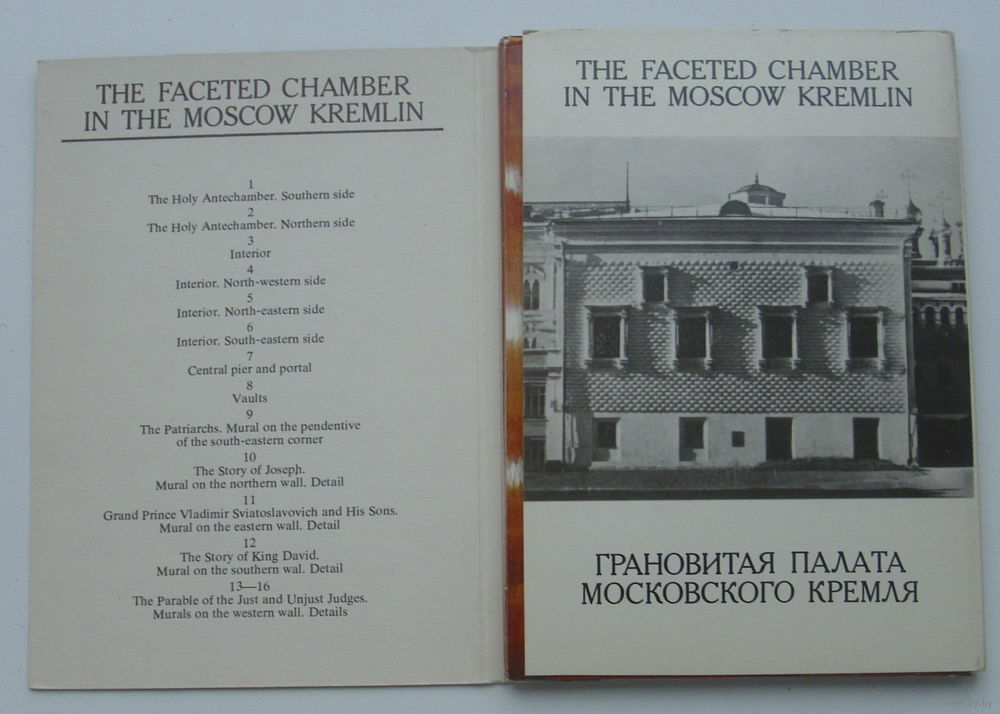 THE FACETED CHAMBER
IN THE MOSCOW KREMLIN
1
The Holy Antechamber. Southern side
2
The Holy Antechamber. Northern side
3
Interior
4
Interior. North-western side
5
Interior. North-eastern side
6
Interior. South-eastern side
7
Central pier and portal
8
Vaults
9
The Patriarchs. Mural on the pendentive
of the south-eastern corner
10
The Story of Joseph.
Mural on the northern wall. Detail
11
Grand Prince Vladimir Sviatoslavovich and His Sons.
Mural on the eastern wall. Detail
12
The Story of King David.
Mural on the southern wal. Detail
13—16
The Parable of the Just and Unjust Judges.
Murals on the western wall. Details
THE FACETED CHAMBER
IN THE MOSCOW KREMLIN
ГРАНОВИТАЯ ПАЛАТА
МОСКОВСКОГО КРЕМЛЯ
www.ay.by